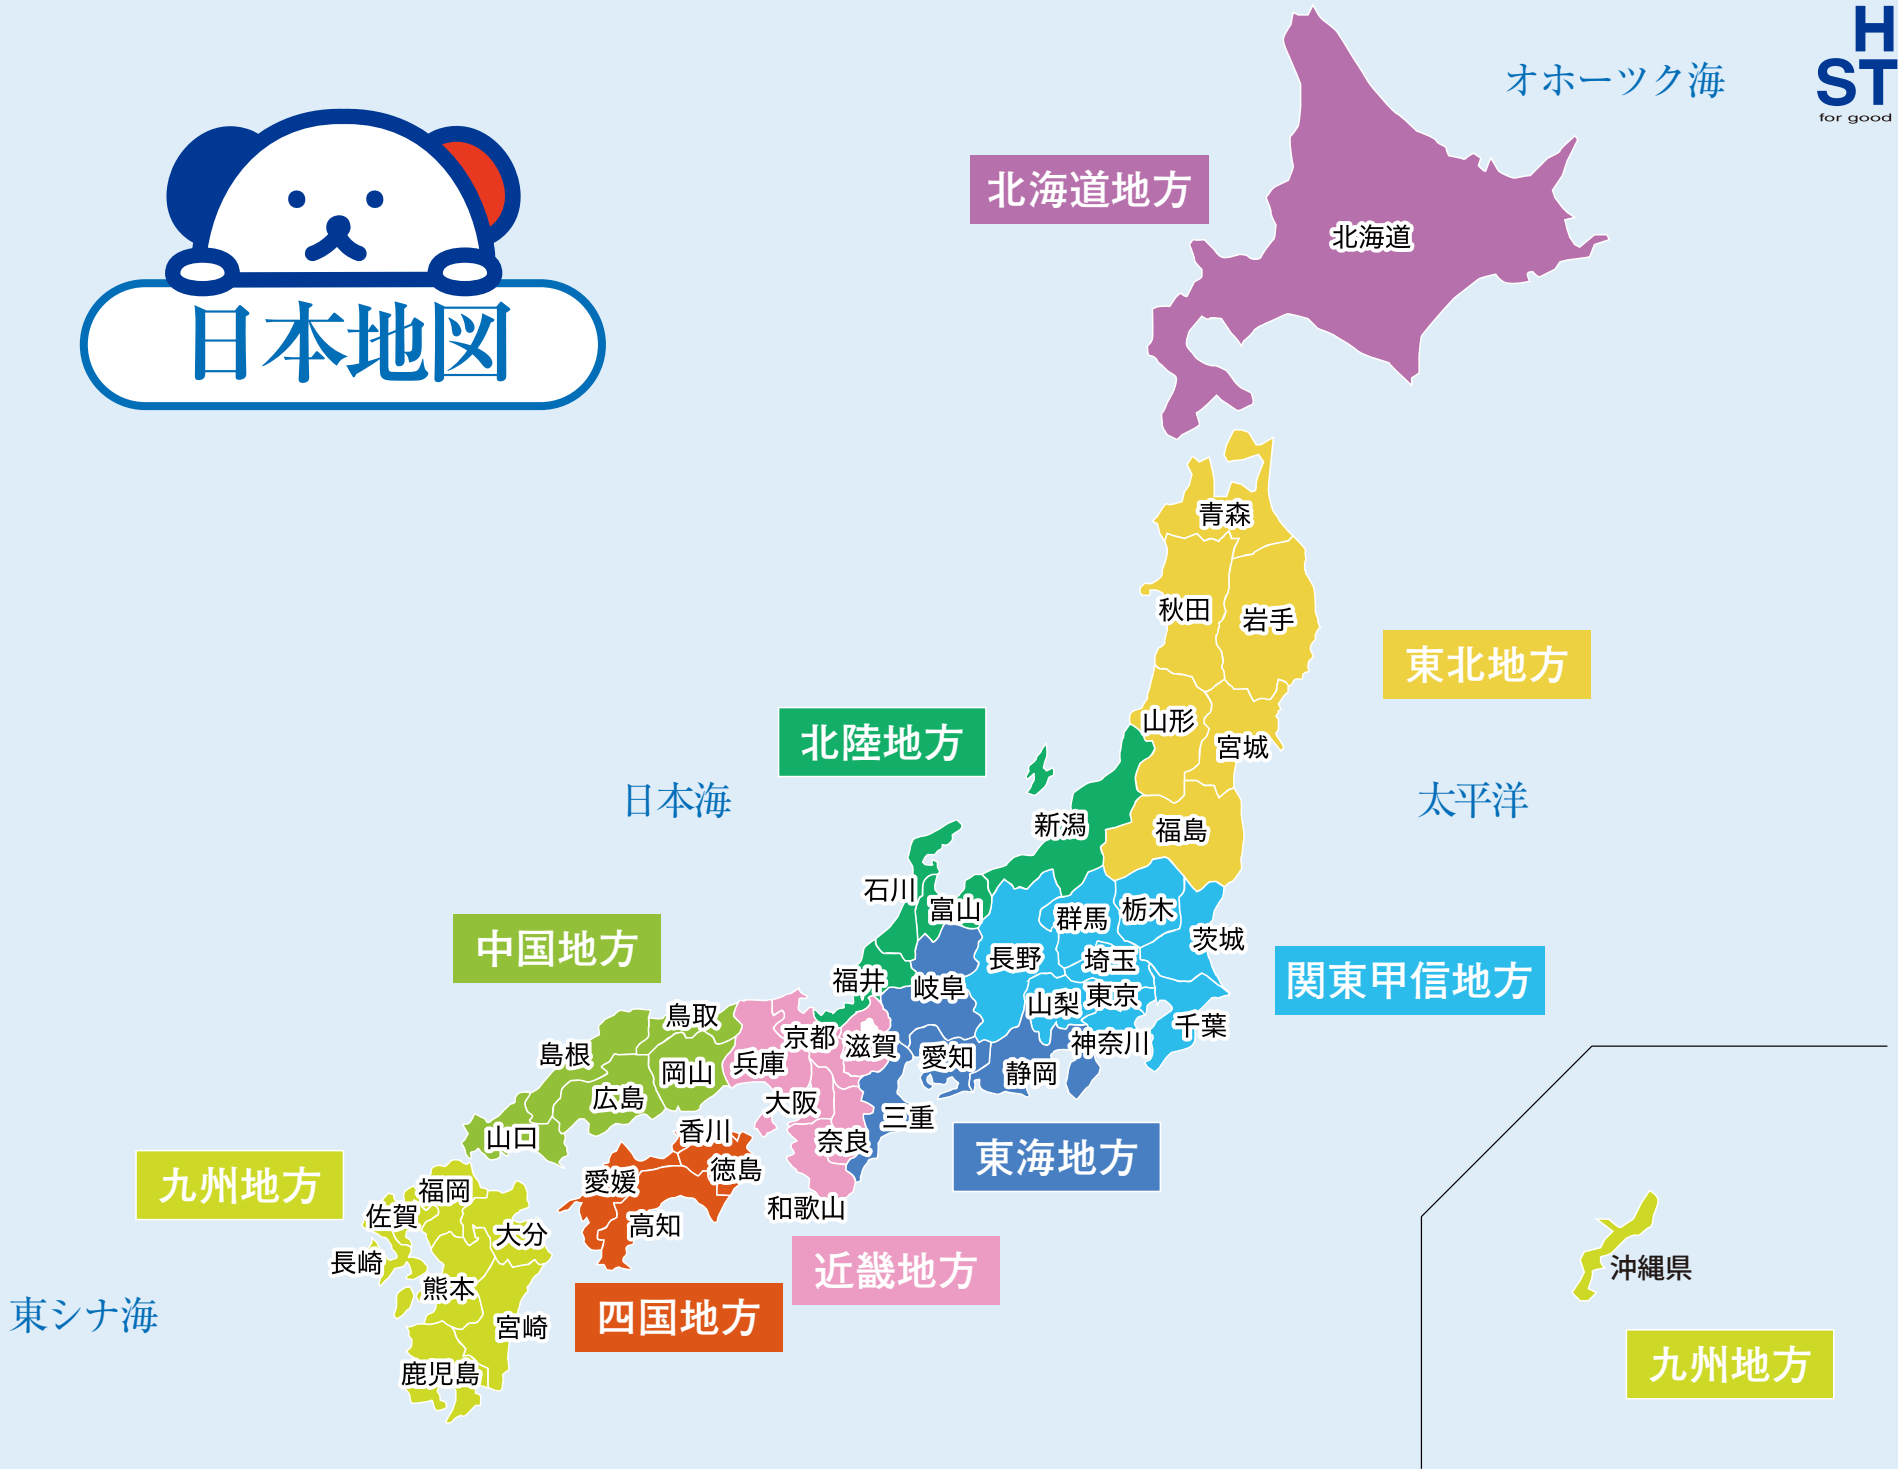 H
ST
for good
オホーツク海
北海道地方
北海道
日本地図
青森
秋田
岩手
東北地方
山形
宮城
北陸地方
日本海
太平洋
新潟
福島
石川
富山
群馬
栃木
茨城
中国地方
長野
埼玉
関東甲信地方
福井
岐阜
山梨
東京
千葉
鳥取
京都
滋賀
神奈川
島根
岡山
兵庫
愛知
静岡
広島
大阪
三重
山口
香川
奈良
東海地方
九州地方
福岡
愛媛
徳島
佐賀
大分
高知
和歌山
長崎
近畿地方
沖縄県
熊本
東シナ海
宮崎
四国地方
鹿児島
九州地方